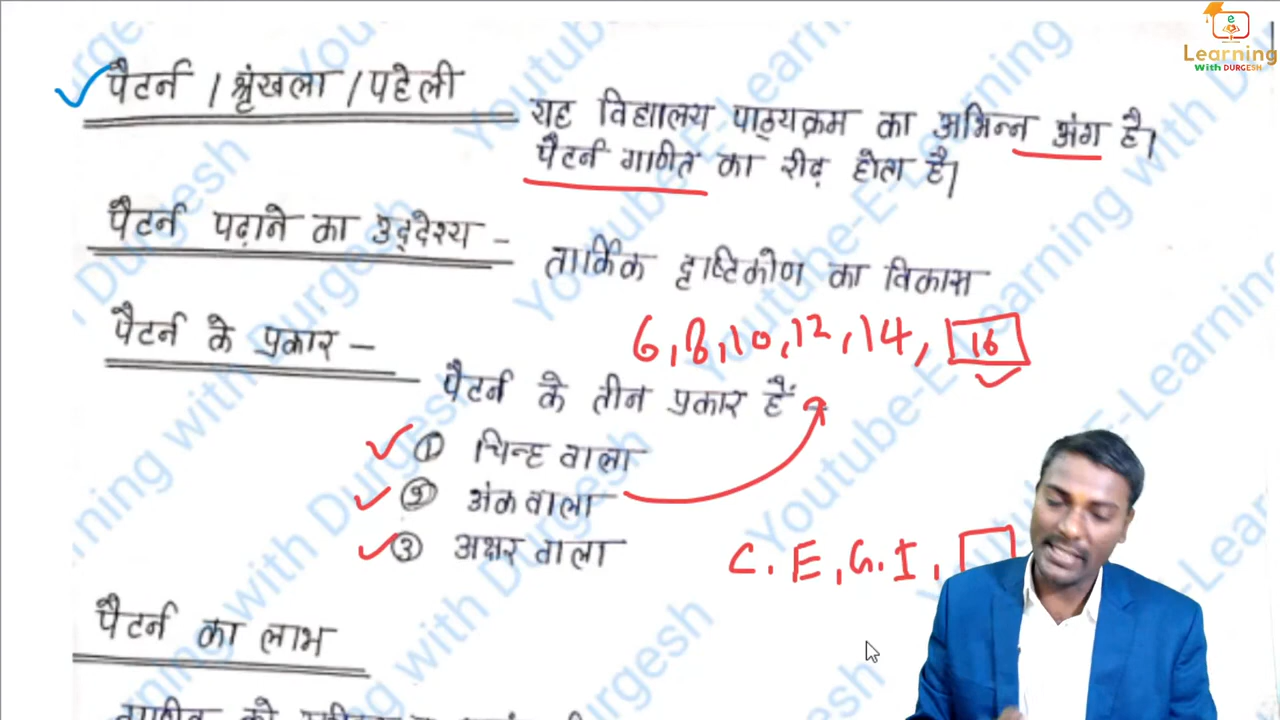 e
Learning
With DURGESH
पैटर्न / श्रृंखला / पहेली
यह विद्यालय पाठ्यक्रम का अभिन्न अंग है।
पैटर्न गणित का रीढ़ होता है।
पैटर्न पढ़ाने का उद्देश्य -
तार्किक दृष्टिकोण का विकास
6, 8, 10, 12, 14, 16
पैटर्न के प्रकार -
पैटर्न के तीन प्रकार हैं -
① चिन्ह वाला
② अंक वाला
③ अक्षर वाला
C. E, G. I,
पैटर्न का लाभ